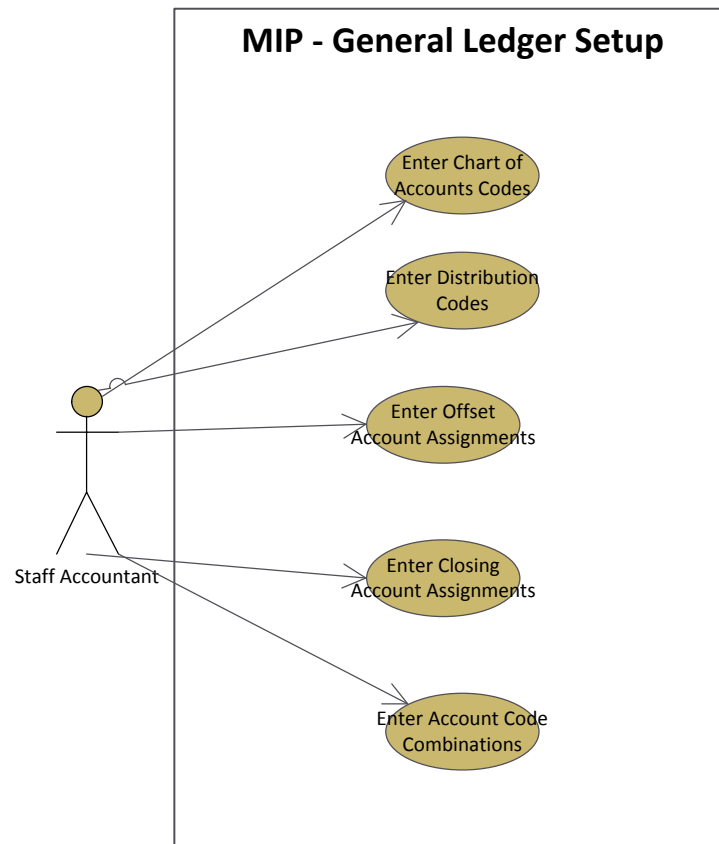 MIP - General Ledger Setup
Enter Chart of
Accounts Codes
Enter Distribution
Codes
Enter Offset
Account Assignments
Enter Closing
Account Assignments
Staff Accountant
Enter Account Code
Combinations